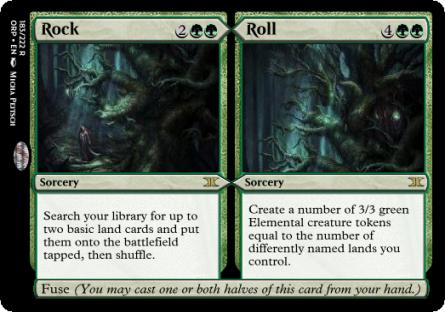 Rock 2
Sorcery
Search your library for up to
two basic land cards and put
them onto the battlefield
tapped, then shuffle.
Roll 4
Sorcery
Create a number of 3/3 green
Elemental creature tokens
equal to the number of
differently named lands you
control.
Fuse (You may cast one or both halves of this card from your hand.)
183/222 R
ORP • EN